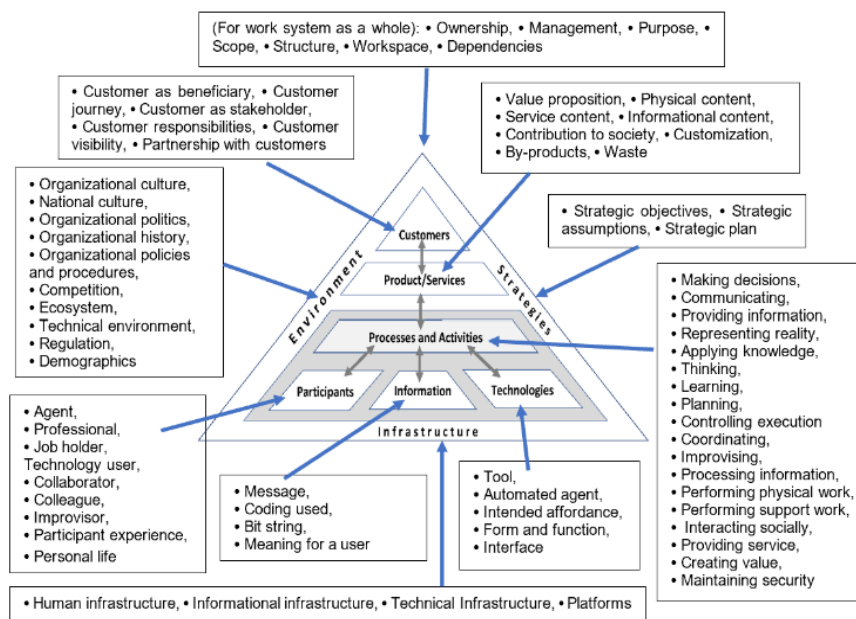 (For work system as a whole): • Ownership, • Management, • Purpose, •
Scope, • Structure, • Workspace, • Dependencies
• Customer as beneficiary, • Customer
journey, • Customer as stakeholder,
• Customer responsibilities, • Customer
visibility, • Partnership with customers
• Value proposition, • Physical content,
• Service content, • Informational content,
• Contribution to society, • Customization,
• By-products, • Waste
• Organizational culture,
• National culture,
• Organizational politics,
• Organizational history,
• Organizational policies
and procedures,
• Competition,
• Ecosystem,
• Technical environment,
• Regulation,
• Demographics
• Strategic objectives, • Strategic
assumptions, • Strategic plan
Customers
Product/Services
Environment
Strategies
Processes and Activities
Participants
Information
Technologies
Infrastructure
• Making decisions,
• Communicating,
• Providing information,
• Representing reality,
• Applying knowledge,
• Thinking,
• Learning,
• Planning,
• Controlling execution
• Coordinating,
• Improvising,
• Processing information,
• Performing physical work,
• Performing support work,
• Interacting socially,
• Providing service,
• Creating value,
• Maintaining security
• Agent,
• Professional,
• Job holder,
Technology user,
• Collaborator,
• Colleague,
• Improvisor,
• Participant experience,
• Personal life
• Message,
• Coding used,
• Bit string,
• Meaning for a user
• Tool,
• Automated agent,
• Intended affordance,
• Form and function,
• Interface
• Human infrastructure, • Informational infrastructure, • Technical Infrastructure, • Platforms